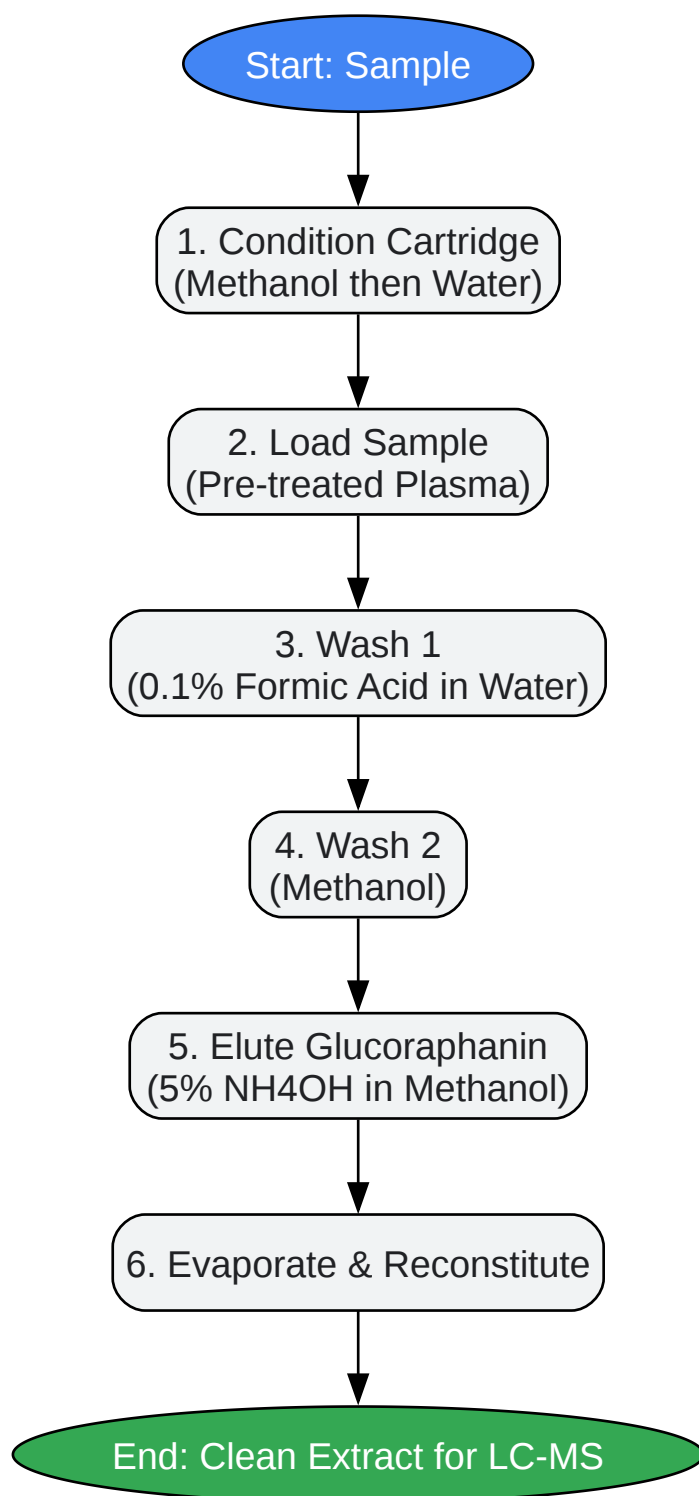 Start: Sample
1. Condition Cartridge
(Methanol then Water)
2. Load Sample
(Pre-treated Plasma)
3. Wash 1
(0.1% Formic Acid in Water)
4. Wash 2
(Methanol)
5. Elute Glucoraphanin
(5% NH4OH in Methanol)
6. Evaporate & Reconstitute
End: Clean Extract for LC-MS